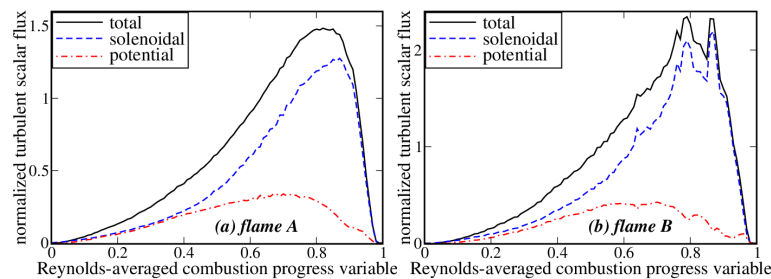 normalized turbulent scalar flux
1.5
1
0.5
0
total
solenoidal
potential
(a) flame A
0 0.2 0.4 0.6 0.8 1
Reynolds-averaged combustion progress variable
normalized turbulent scalar flux
2
1
0
total
solenoidal
potential
(b) flame B
0 0.2 0.4 0.6 0.8 1
Reynolds-averaged combustion progress variable